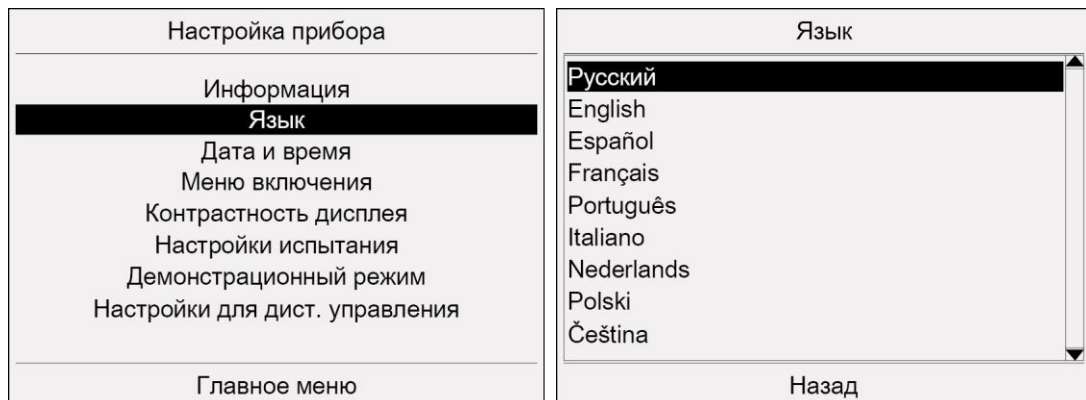 Настройка прибора
Информация
Язык
Дата и время
Меню включения
Контрастность дисплея
Настройки испытания
Демонстрационный режим
Настройки для дист. управления
Главное меню
Язык
Русский
English
Español
Français
Português
Italiano
Nederlands
Polski
Čeština
Назад